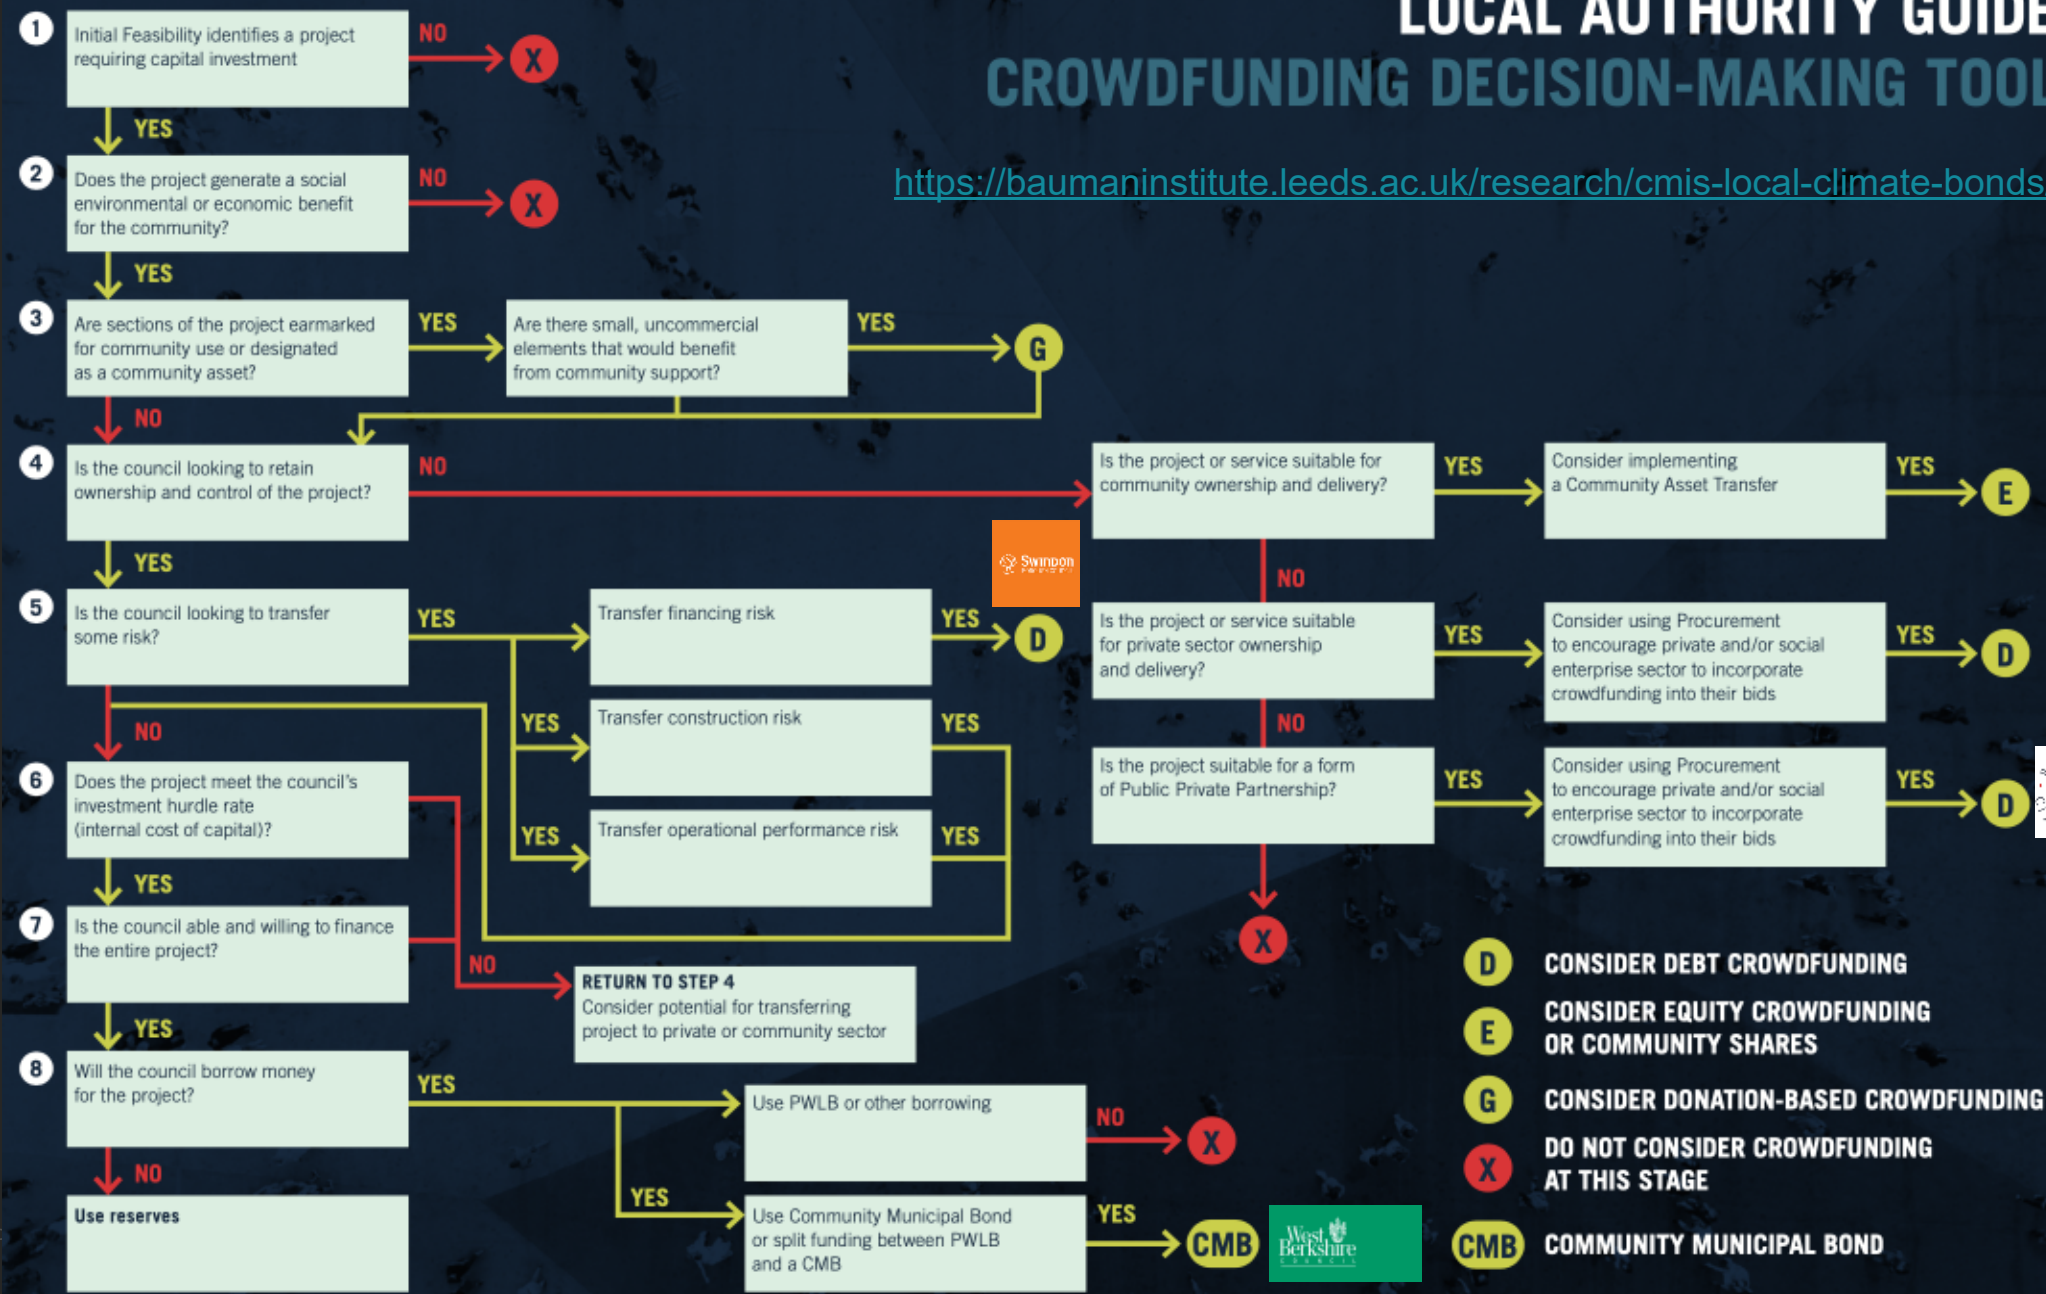 LOCAL AUTHORITY GUIDE
CROWDFUNDING DECISION-MAKING TOOL
https://baumaninstitute.leeds.ac.uk/research/cmis-local-climate-bonds
1
Initial Feasibility identifies a project
requiring capital investment
NO
X
YES
2
Does the project generate a social
environmental or economic benefit
for the community?
NO
X
YES
3
Are sections of the project earmarked
for community use or designated
as a community asset?
YES
Are there small, uncommercial
elements that would benefit
from community support?
YES
G
NO
4
Is the council looking to retain
ownership and control of the project?
NO
Is the project or service suitable for
community ownership and delivery?
YES
Consider implementing
a Community Asset Transfer
YES
E
YES
NO
5
Is the council looking to transfer
some risk?
YES
Transfer financing risk
YES
Swindon
D
Is the project or service suitable
for private sector ownership
and delivery?
YES
Consider using Procurement
to encourage private and/or social
enterprise sector to incorporate
crowdfunding into their bids
YES
D
NO
YES
Transfer construction risk
YES
NO
6
Does the project meet the council's
investment hurdle rate
(internal cost of capital)?
YES
Transfer operational performance risk
YES
Is the project suitable for a form
of Public Private Partnership?
YES
Consider using Procurement
to encourage private and/or social
enterprise sector to incorporate
crowdfunding into their bids
YES
D
X
YES
7
Is the council able and willing to finance
the entire project?
NO
RETURN TO STEP 4
Consider potential for transferring
project to private or community sector
YES
8
Will the council borrow money
for the project?
YES
Use PWLB or other borrowing
NO
X
NO
Use reserves
YES
Use Community Municipal Bond
or split funding between PWLB
and a CMB
YES
CMB
West
Berkshire
COUNCIL
D
CONSIDER DEBT CROWDFUNDING
E
CONSIDER EQUITY CROWDFUNDING
OR COMMUNITY SHARES
G
CONSIDER DONATION-BASED CROWDFUNDING
X
DO NOT CONSIDER CROWDFUNDING
AT THIS STAGE
CMB
COMMUNITY MUNICIPAL BOND